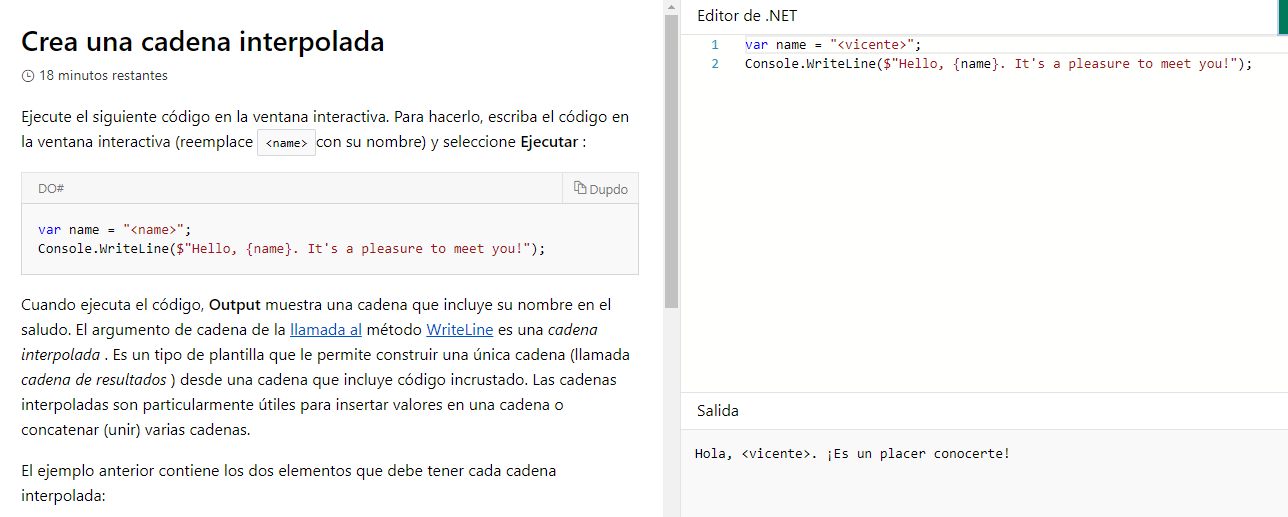 Crea una cadena interpolada
18 minutos restantes
Ejecute el siguiente código en la ventana interactiva. Para hacerlo, escriba el código en
la ventana interactiva (reemplace <name> con su nombre) y seleccione Ejecutar :
DO#
Dupdo
var name = "<name>";
Console.WriteLine($"Hello, {name}. It's a pleasure to meet you!");
Cuando ejecuta el código, Output muestra una cadena que incluye su nombre en el
saludo. El argumento de cadena de la llamada al método WriteLine es una cadena
interpolada . Es un tipo de plantilla que le permite construir una única cadena (llamada
cadena de resultados ) desde una cadena que incluye código incrustado. Las cadenas
interpoladas son particularmente útiles para insertar valores en una cadena o
concatenar (unir) varias cadenas.
El ejemplo anterior contiene los dos elementos que debe tener cada cadena
interpolada:
Editor de .NET
1 var name = "<vicente>";
2 Console.WriteLine($"Hello, {name}. It's a pleasure to meet you!");
Salida
Hola, <vicente>. ¡Es un placer conocerte!